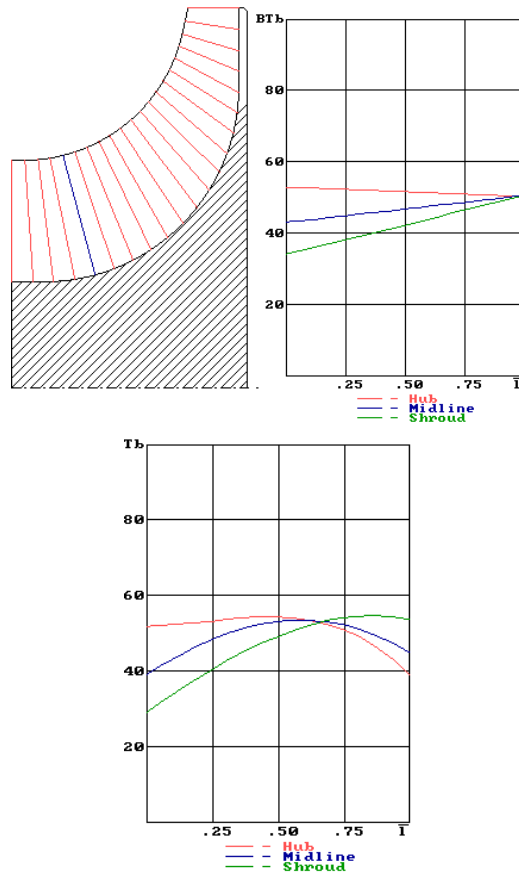 BTb
80
60
40
20
.25 .50 .75 1̅
— — Hub
— — Midline
— — Shroud
Tb
80
60
40
20
.25 .50 .75 1̅
— — Hub
— — Midline
— — Shroud